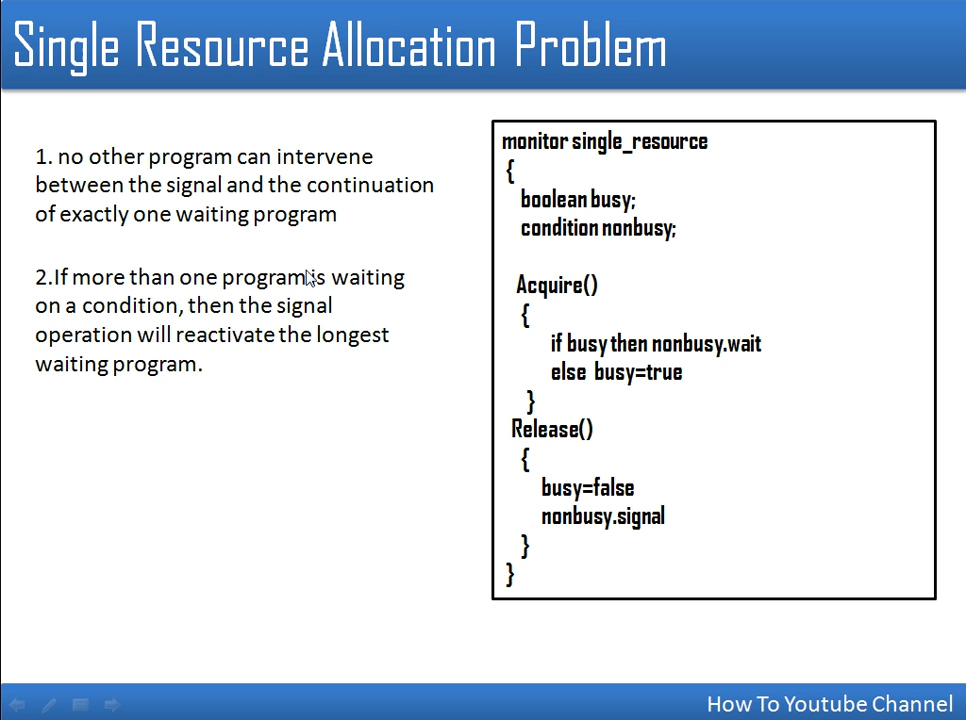 Single Resource Allocation Problem
1. no other program can intervene
between the signal and the continuation
of exactly one waiting program
2.If more than one program is waiting
on a condition, then the signal
operation will reactivate the longest
waiting program.
monitor single_resource
{
boolean busy;
condition nonbusy;
Acquire()
{
if busy then nonbusy.wait
else busy=true
}
Release()
{
busy=false
nonbusy.signal
}
}
How To Youtube Channel